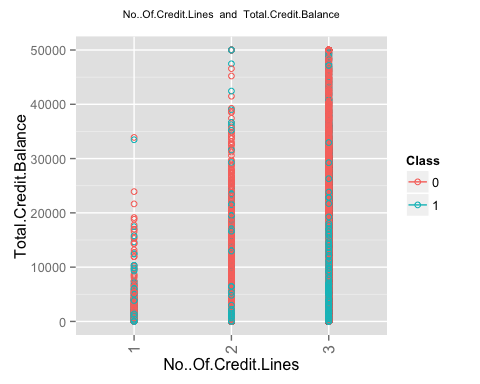 No..Of.Credit.Lines and Total.Credit.Balance
50000
40000
30000
20000
10000
0
Total.Credit.Balance
1
2
3
No..Of.Credit.Lines
Class
0
1